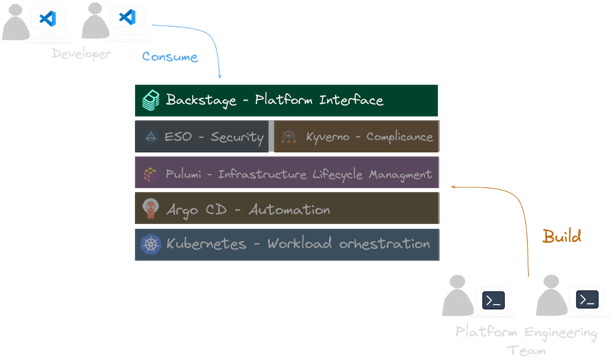 Developer
Consume
Backstage - Platform Interface
ESO - Security
Kyverno - Complicance
Pulumi - Infrastructure Lifecycle Managment
Argo CD - Automation
Kubernetes - Workload orhestration
Build
Platform Engineering
Team